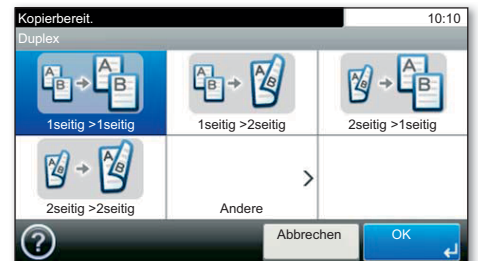 Kopierbereit. 10:10
Duplex
1seitig >1seitig 1seitig >2seitig 2seitig >1seitig
2seitig >2seitig Andere
Abbrechen OK